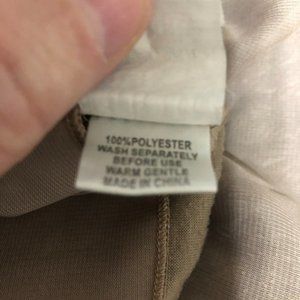 100%POLYESTER
WASH SEPARATELY
BEFORE USE
WARM GENTLE
MADE IN CHINA